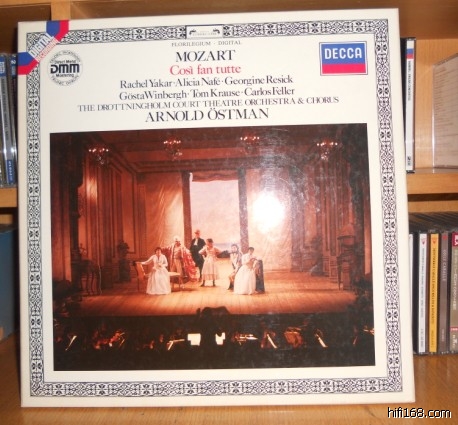 FLORILEGIUM · DIGITAL
DMM
DECCA
MOZART
Così fan tutte
Rachel Yakar · Alicia Nafé · Georgine Resick
Gösta Winbergh · Tom Krause · Carlos Feller
THE DROTTNINGHOLM COURT THEATRE ORCHESTRA & CHORUS
ARNOLD ÖSTMAN
hifi168.com